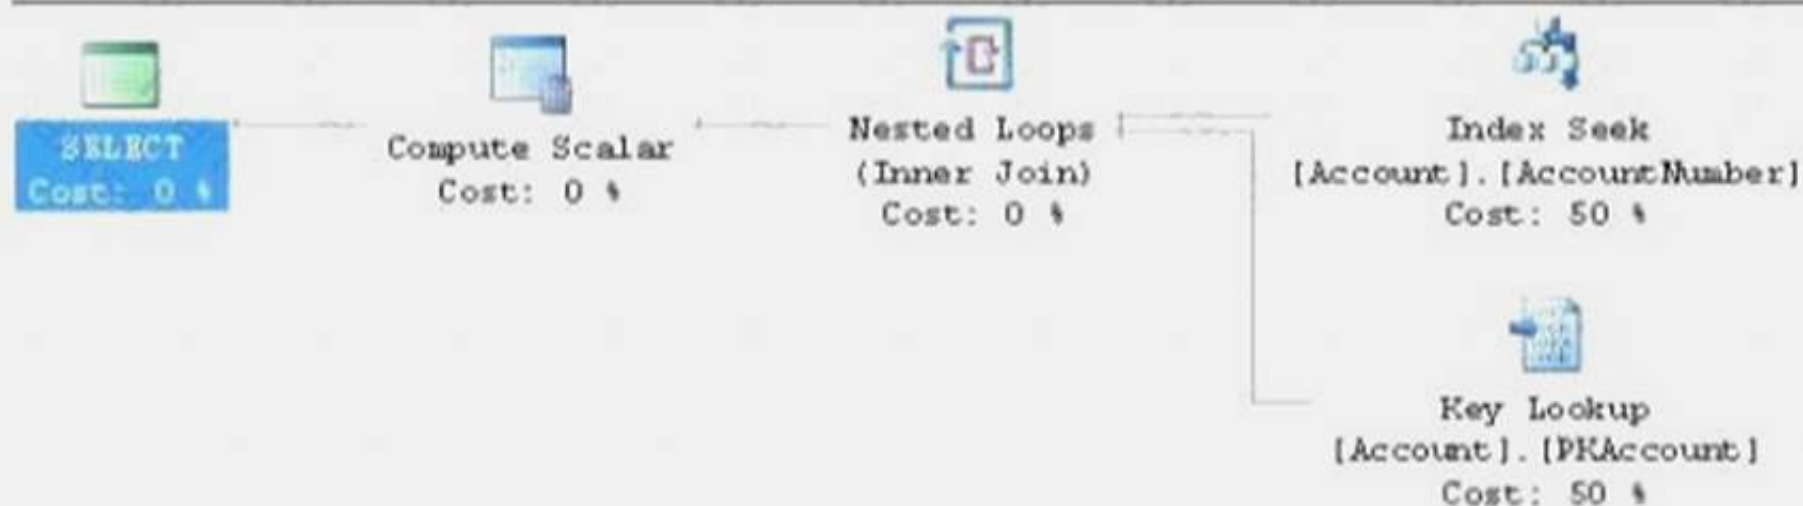 SELECT
Cost: 0 %
Compute Scalar
Cost: 0 %
Nested Loops
(Inner Join)
Cost: 0 %
Index Seek
[Account].[AccountNumber]
Cost: 50 %
Key Lookup
[Account].[PKAccount]
Cost: 50 %